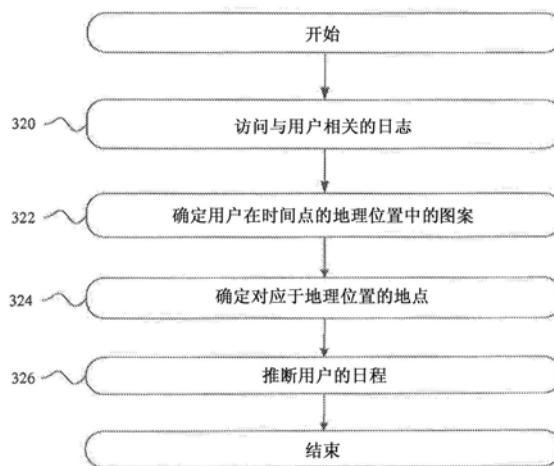 开始
320
访问与用户相关的日志
322
确定用户在时间点的地理位置中的图案
324
确定对应于地理位置的地点
326
推断用户的日程
结束